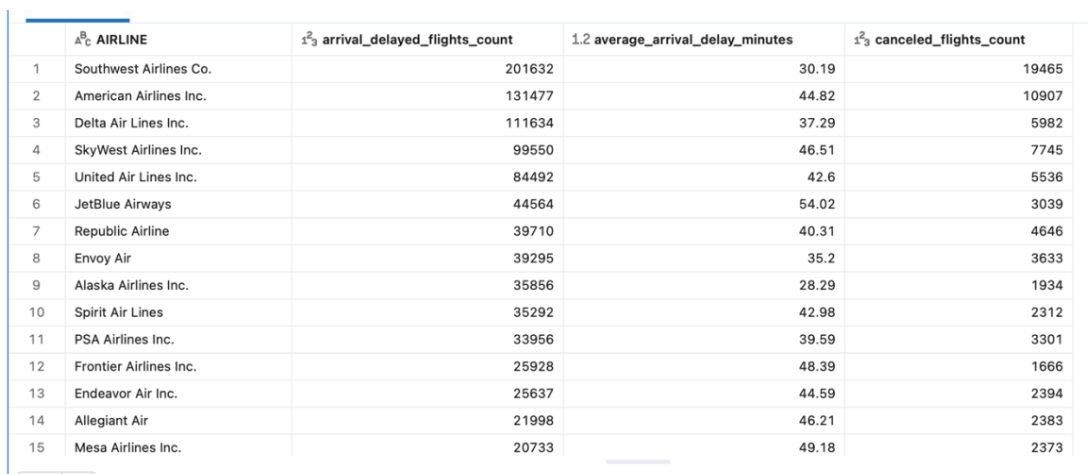 AIRLINE arrival_delayed_flights_count 1.2 average_arrival_delay_minutes canceled_flights_count
1 Southwest Airlines Co. 201632 30.19 19465
2 American Airlines Inc. 131477 44.82 10907
3 Delta Air Lines Inc. 111634 37.29 5982
4 SkyWest Airlines Inc. 99550 46.51 7745
5 United Air Lines Inc. 84492 42.6 5536
6 JetBlue Airways 44564 54.02 3039
7 Republic Airline 39710 40.31 4646
8 Envoy Air 39295 35.2 3633
9 Alaska Airlines Inc. 35856 28.29 1934
10 Spirit Air Lines 35292 42.98 2312
11 PSA Airlines Inc. 33956 39.59 3301
12 Frontier Airlines Inc. 25928 48.39 1666
13 Endeavor Air Inc. 25637 44.59 2394
14 Allegiant Air 21998 46.21 2383
15 Mesa Airlines Inc. 20733 49.18 2373